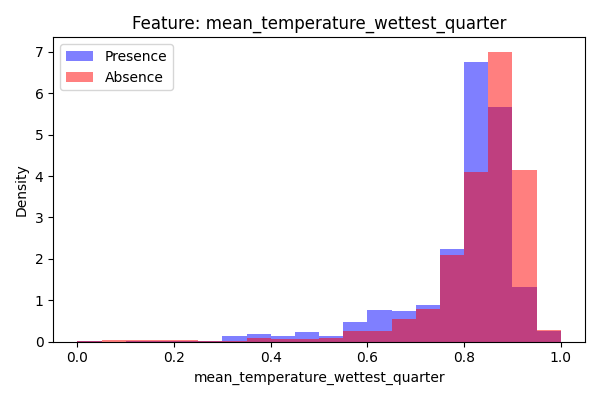 Feature: mean_temperature_wettest_quarter
Presence
Absence
Density
7
6
5
4
3
2
1
0
0.0 0.2 0.4 0.6 0.8 1.0
mean_temperature_wettest_quarter